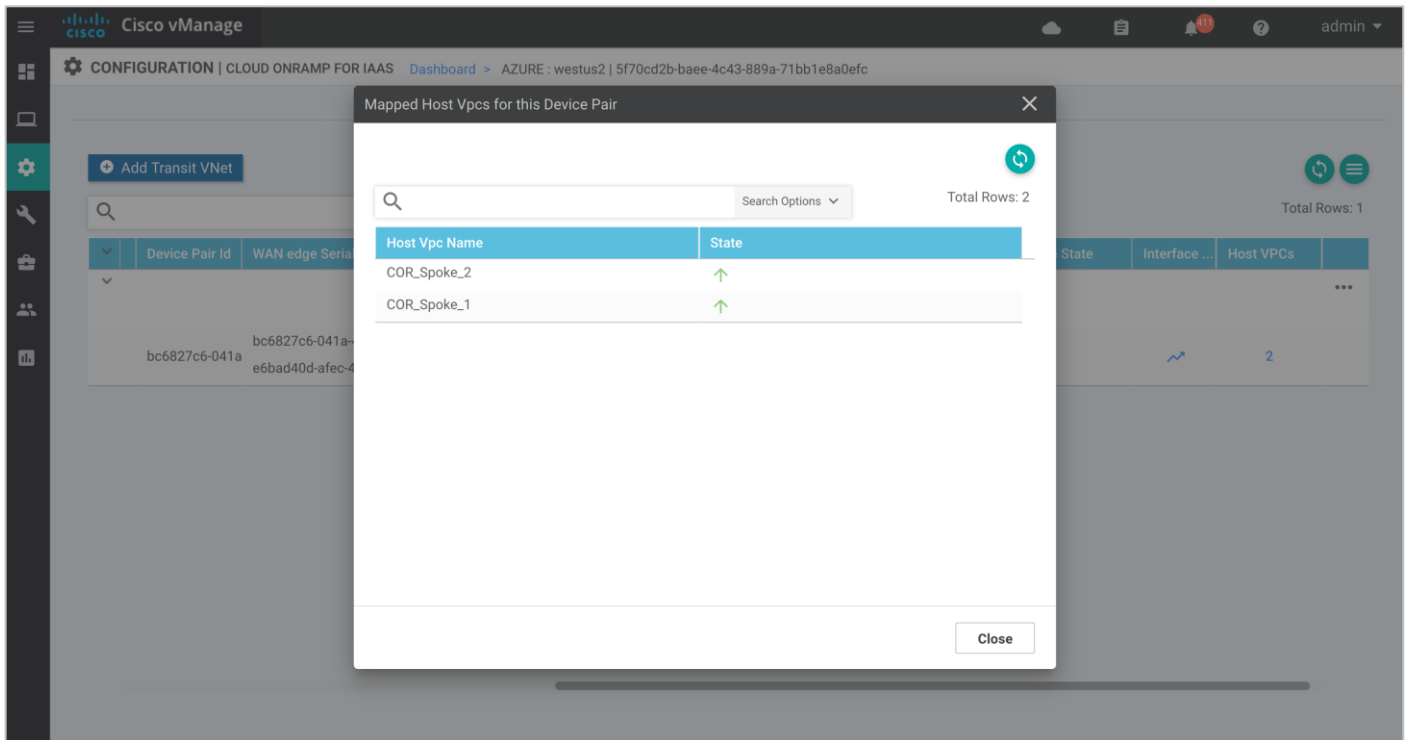 cisco Cisco vManage 411 admin
CONFIGURATION | CLOUD ONRAMP FOR IAAS Dashboard > AZURE : westus2 | 5f70cd2b-baee-4c43-889a-71bb1e8a0efc
Mapped Host Vpcs for this Device Pair
Add Transit VNet
Search Options Total Rows: 2
Total Rows: 1
Host Vpc Name State
Device Pair Id WAN edge Seria State Interface ... Host VPCs
COR_Spoke_2
COR_Spoke_1
bc6827c6-041a-
bc6827c6-041a 2
e6bad40d-afec-4
Close